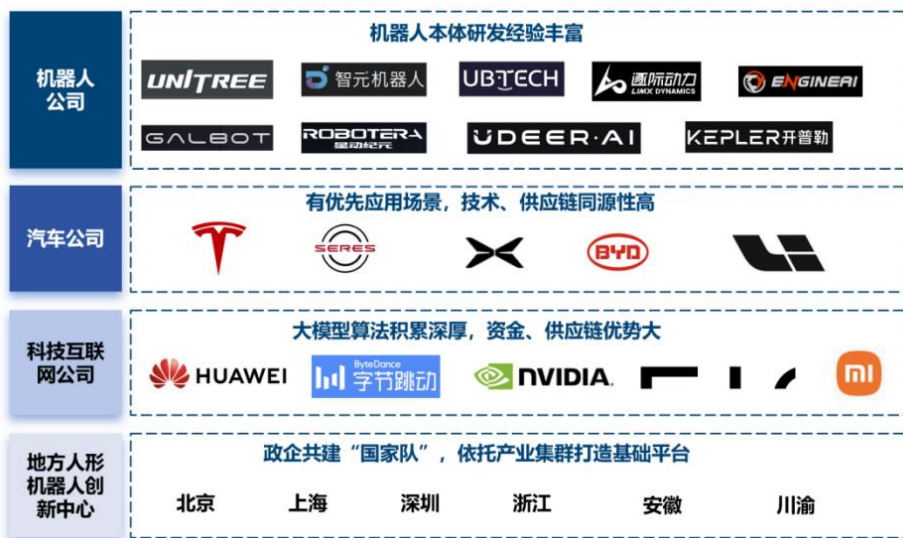 机器人
公司
机器人本体研发经验丰富
UNITREE
智元机器人
UBTECH
逐际动力
LIMX DYNAMICS
ENGINEAI
GALBOT
ROBOTERA
星动纪元
UDEER·AI
KEPLER开普勒
汽车公司
有优先应用场景，技术、供应链同源性高
SERES
BYD
科技互联
网公司
大模型算法积累深厚，资金、供应链优势大
HUAWEI
ByteDance
字节跳动
NVIDIA.
mi
地方人形
机器人创
新中心
政企共建“国家队”，依托产业集群打造基础平台
北京
上海
深圳
浙江
安徽
川渝